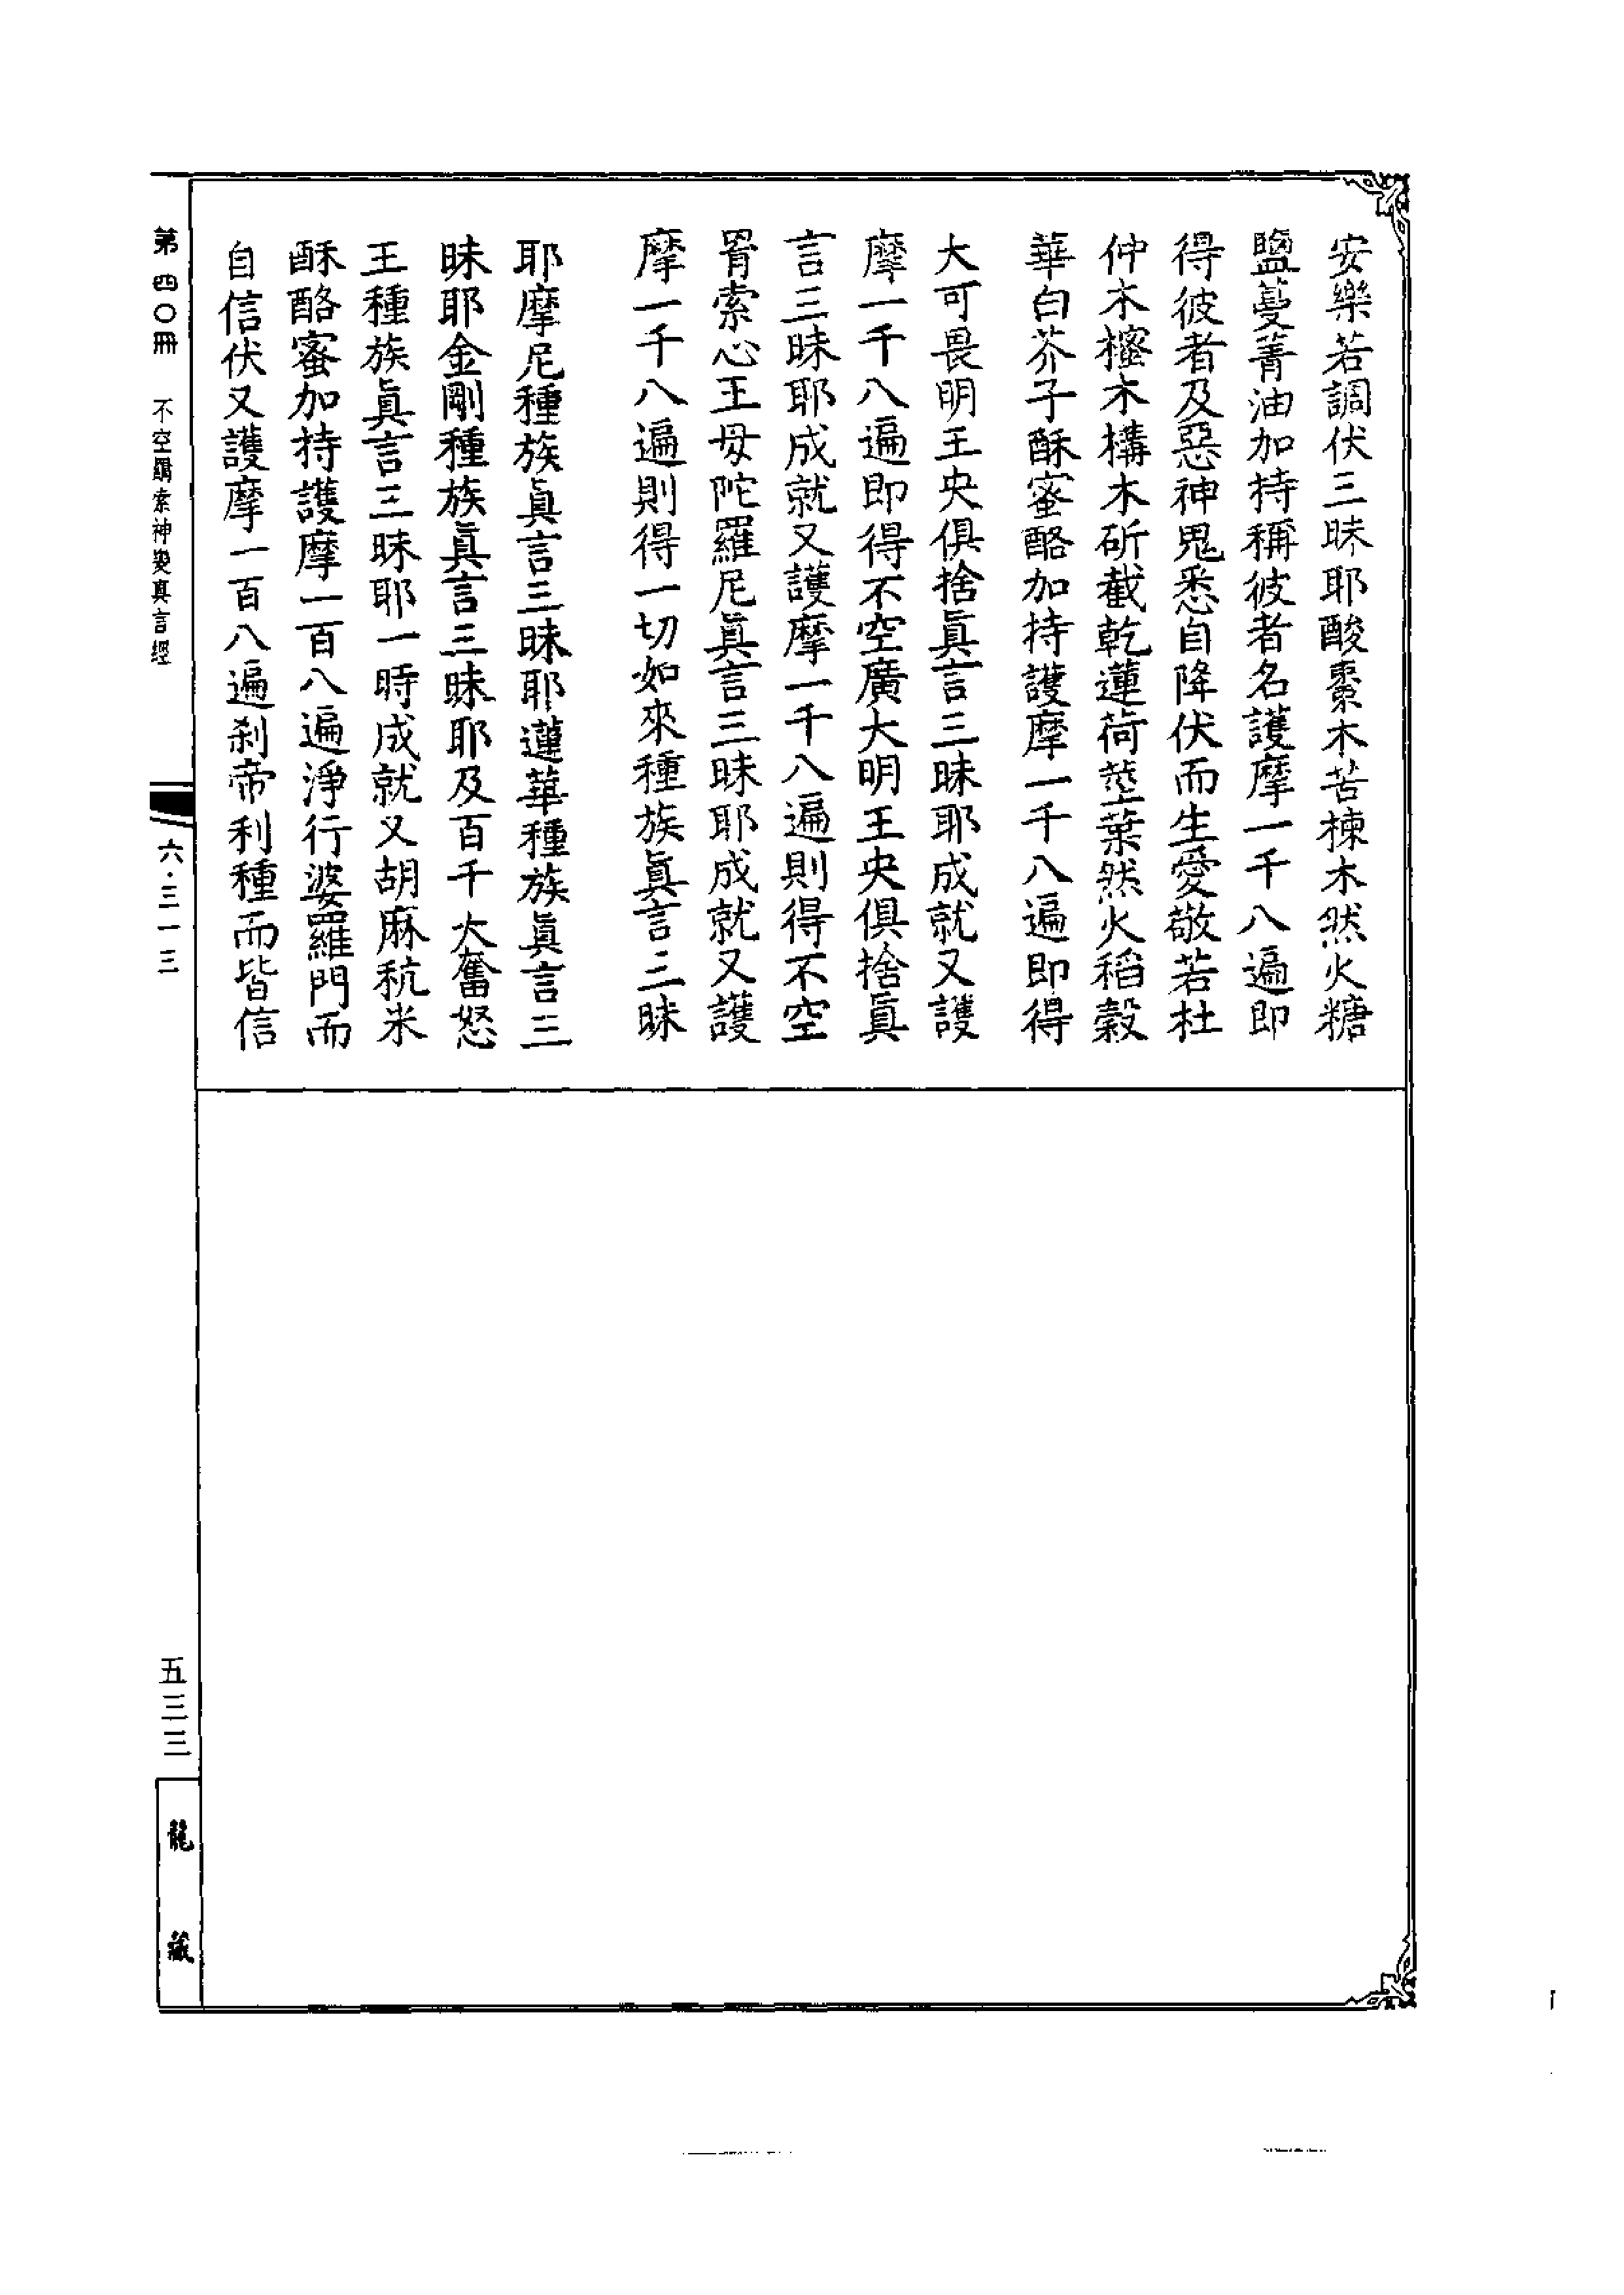 安樂若調伏三昧耶酸棗木苦楝木然火糖
鹽蔓菁油加持稱彼者名護摩一千八遍即
得彼者及惡神鬼悉自降伏而生愛敬若杜
仲木櫁木構木斫截乾蓮荷莖葉然火稻穀
華白芥子酥蜜酪加持護摩一千八遍即得
大可畏明王央俱捨眞言三昧耶成就又護
摩一千八遍即得不空廣大明王央俱捨眞
言三昧耶成就又護摩一千八遍則得不空
罥索心王母陀羅尼眞言三昧耶成就又護
摩一千八遍則得一切如來種族眞言三昧
耶摩尼種族眞言三昧耶蓮華種族眞言三
昧耶金剛種族眞言三昧耶及百千大奮怒
王種族眞言三昧耶一時成就又胡麻秔米
酥酪蜜加持護摩一百八遍淨行婆羅門而
自信伏又護摩一百八遍刹帝利種而皆信
第四〇冊 不空羂索神變真言經
六·三一三
五三三
龍藏